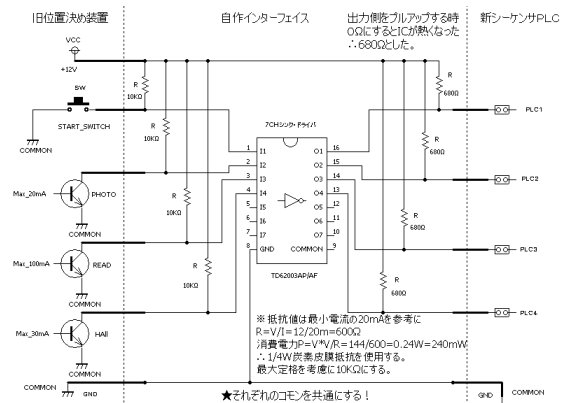 旧位置決め装置
自作インターフェイス
出力側をプルアップする時
0Ωにすると ICが熱くなった
∴680Ωとした。
新シーケンサPLC
VCC
+12V
SW
START_SWITCH
COMMON
R
10KΩ
R
10KΩ
R
10KΩ
R
10KΩ
7CHシンク・ドライバ
1 I1 O1 16
2 I2 O2 15
3 I3 O3 14
4 I4 O4 13
5 I5 O5 12
6 I6 O6 11
7 I7 O7 10
8 GND COMMON 9
TD62003AP/AF
R
680Ω
R
680Ω
R
680Ω
R
680Ω
PLC1
PLC2
PLC3
PLC4
Max_20mA
PHOTO
COMMON
Max_100mA
READ
COMMON
Max_30mA
HAll
COMMON
※ 抵抗値は最小電流の20mAを参考に
R=V/I=12/20m=600Ω
消費電力P=V*V/R=144/600=0.24W=240mW
∴ 1/4W炭素皮膜抵抗を使用する。
最大定格を考慮に10KΩにする。
COMMON
GND
★それぞれのコモンを共通にする！
GND
COMMON